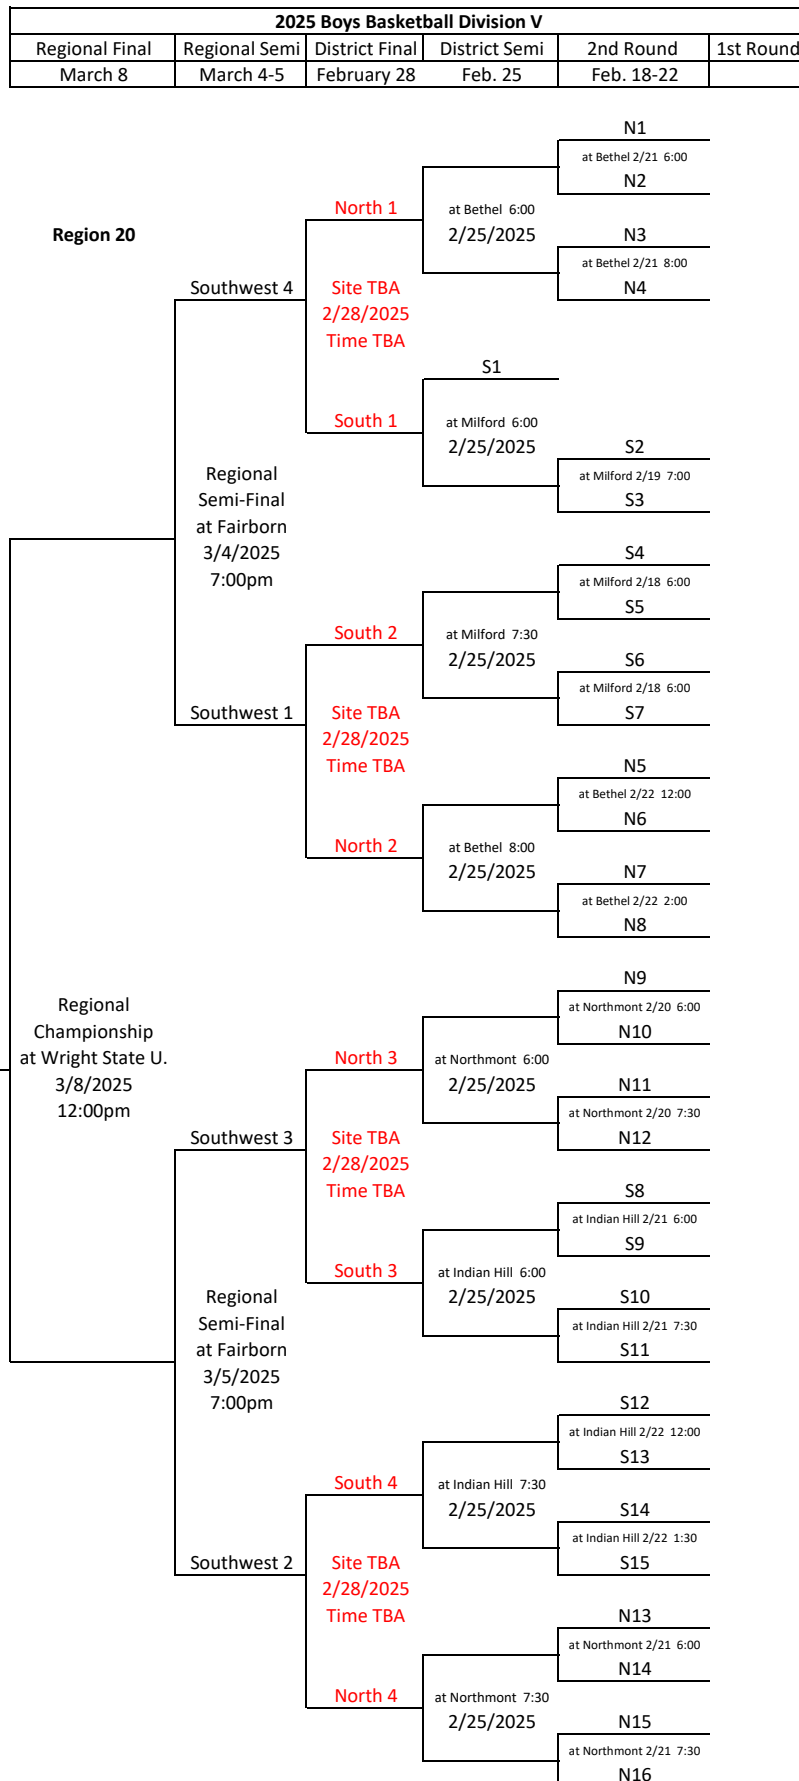 2025 Boys Basketball Division V
Regional Final Regional Semi District Final District Semi 2nd Round 1st Round
March 8 March 4-5 February 28 Feb. 25 Feb. 18-22
N1
at Bethel 2/21 6:00
N2
North 1
at Bethel 6:00
2/25/2025
Region 20
N3
at Bethel 2/21 8:00
N4
Southwest 4
Site TBA
2/28/2025
Time TBA
S1
South 1
at Milford 6:00
2/25/2025
S2
at Milford 2/19 7:00
S3
Regional
Semi-Final
at Fairborn
3/4/2025
7:00pm
S4
at Milford 2/18 6:00
S5
South 2
at Milford 7:30
2/25/2025
S6
at Milford 2/18 6:00
S7
Southwest 1
Site TBA
2/28/2025
Time TBA
N5
at Bethel 2/22 12:00
N6
North 2
at Bethel 8:00
2/25/2025
N7
at Bethel 2/22 2:00
N8
Regional
Championship
at Wright State U.
3/8/2025
12:00pm
N9
at Northmont 2/20 6:00
N10
North 3
at Northmont 6:00
2/25/2025
N11
at Northmont 2/20 7:30
N12
Southwest 3
Site TBA
2/28/2025
Time TBA
S8
at Indian Hill 2/21 6:00
S9
South 3
at Indian Hill 6:00
2/25/2025
S10
at Indian Hill 2/21 7:30
S11
Regional
Semi-Final
at Fairborn
3/5/2025
7:00pm
S12
at Indian Hill 2/22 12:00
S13
South 4
at Indian Hill 7:30
2/25/2025
S14
at Indian Hill 2/22 1:30
S15
Southwest 2
Site TBA
2/28/2025
Time TBA
N13
at Northmont 2/21 6:00
N14
North 4
at Northmont 7:30
2/25/2025
N15
at Northmont 2/21 7:30
N16